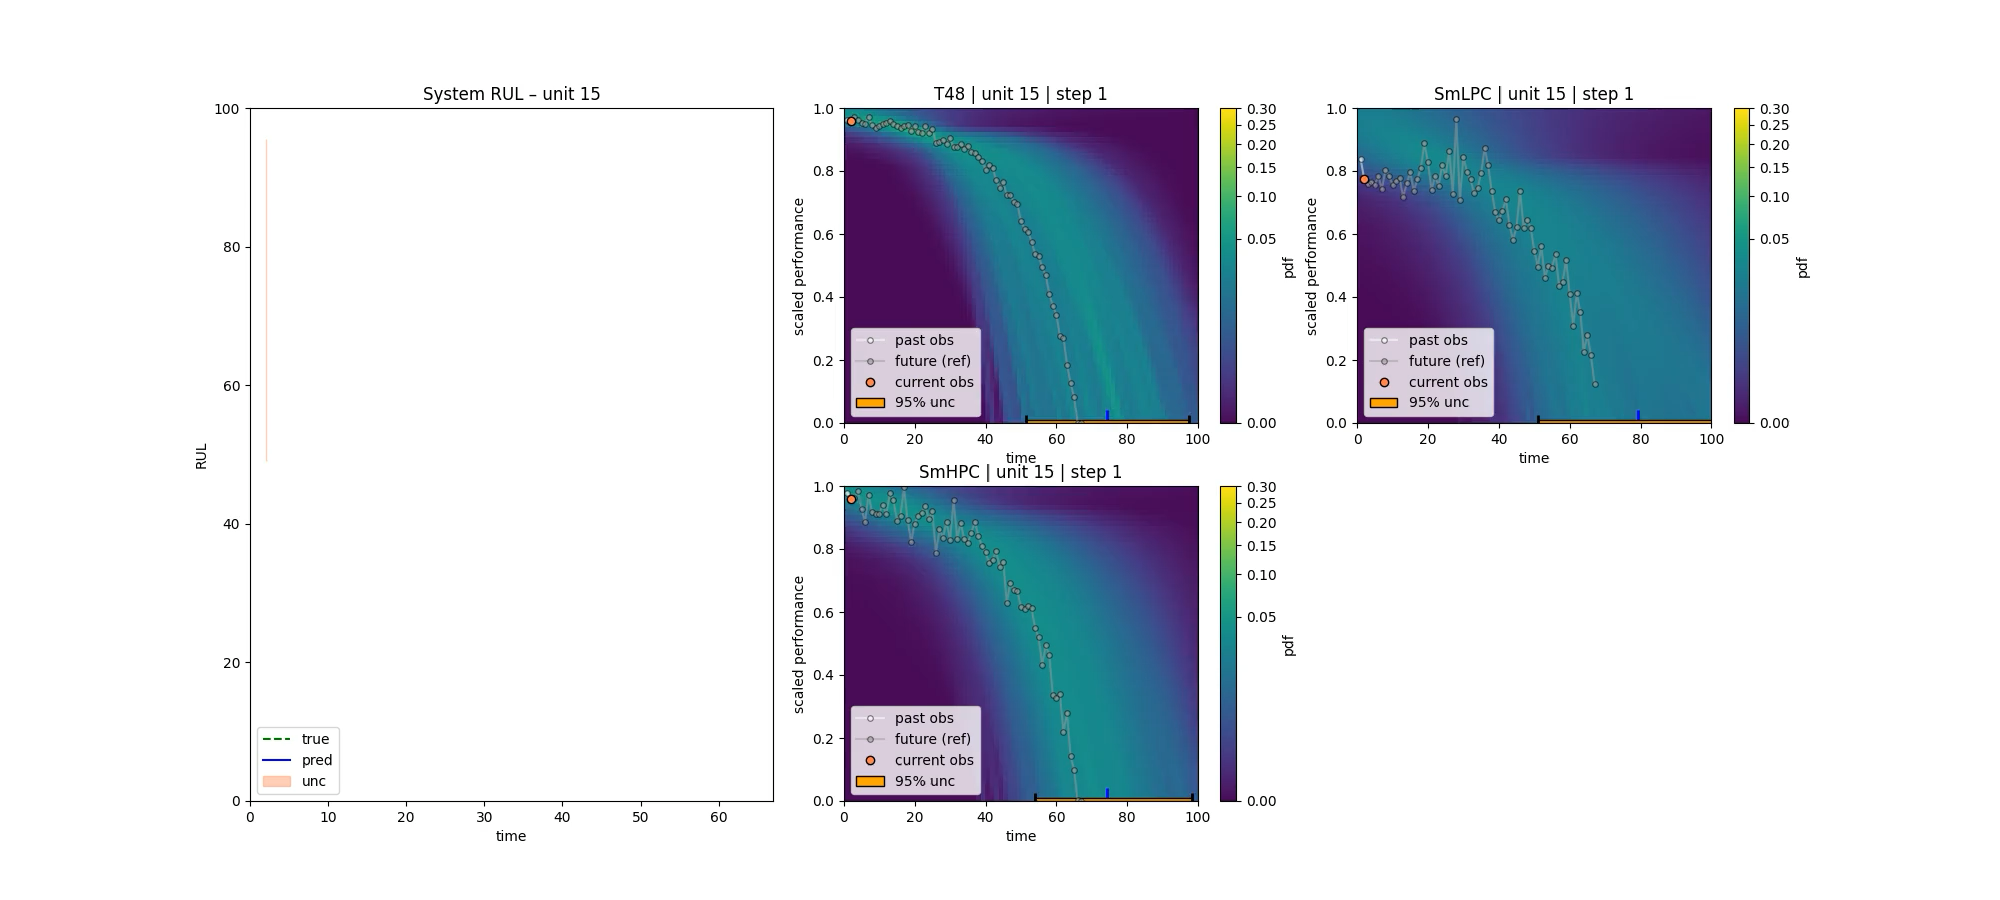 System RUL – unit 15
100
80
60
40
20
0
RUL
0 10 20 30 40 50 60
time
true
pred
unc
T48 | unit 15 | step 1
1.0
0.8
0.6
0.4
0.2
0.0
scaled performance
0 20 40 60 80 100
time
past obs
future (ref)
current obs
95% unc
0.30
0.25
0.20
0.15
0.10
0.05
0.00
pdf
SmLPC | unit 15 | step 1
1.0
0.8
0.6
0.4
0.2
0.0
scaled performance
0 20 40 60 80 100
time
past obs
future (ref)
current obs
95% unc
0.30
0.25
0.20
0.15
0.10
0.05
0.00
pdf
SmHPC | unit 15 | step 1
1.0
0.8
0.6
0.4
0.2
0.0
scaled performance
0 20 40 60 80 100
time
past obs
future (ref)
current obs
95% unc
0.30
0.25
0.20
0.15
0.10
0.05
0.00
pdf